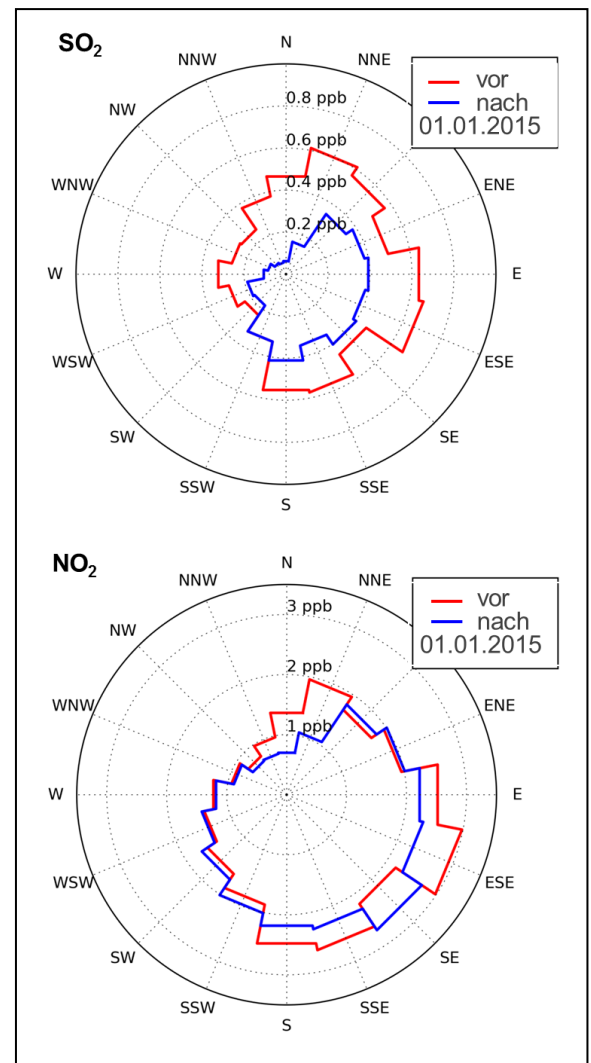 SO2
N
NNW
NNE
vor
nach
01.01.2015
0.8 ppb
NW
0.6 ppb
0.4 ppb
WNW
ENE
0.2 ppb
W
E
WSW
ESE
SW
SE
SSW
SSE
S
NO2
N
NNW
NNE
vor
nach
01.01.2015
3 ppb
NW
2 ppb
WNW
ENE
1 ppb
W
E
WSW
ESE
SW
SE
SSW
SSE
S